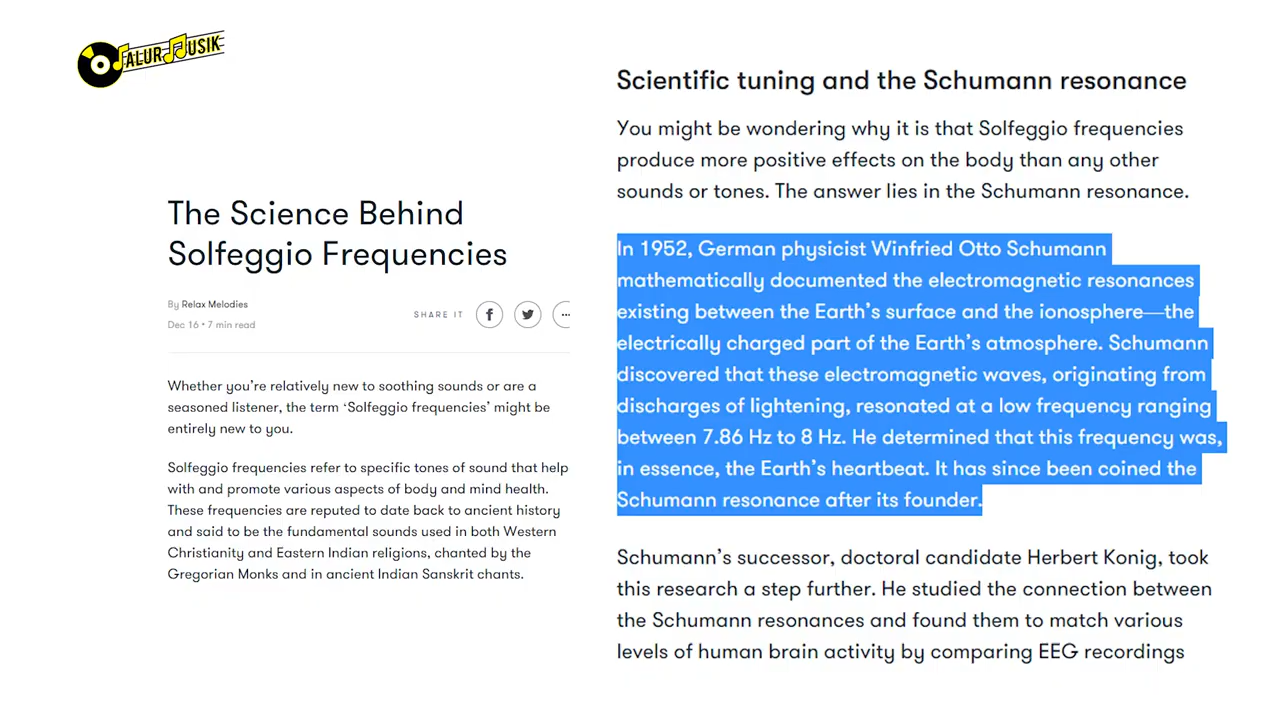 ALUR MUSIK
The Science Behind
Solfeggio Frequencies
By Relax Melodies
Dec 16 • 7 min read
SHARE IT
Whether you’re relatively new to soothing sounds or are a
seasoned listener, the term ‘Solfeggio frequencies’ might be
entirely new to you.
Solfeggio frequencies refer to specific tones of sound that help
with and promote various aspects of body and mind health.
These frequencies are reputed to date back to ancient history
and said to be the fundamental sounds used in both Western
Christianity and Eastern Indian religions, chanted by the
Gregorian Monks and in ancient Indian Sanskrit chants.
Scientific tuning and the Schumann resonance
You might be wondering why it is that Solfeggio frequencies
produce more positive effects on the body than any other
sounds or tones. The answer lies in the Schumann resonance.
In 1952, German physicist Winfried Otto Schumann
mathematically documented the electromagnetic resonances
existing between the Earth’s surface and the ionosphere—the
electrically charged part of the Earth’s atmosphere. Schumann
discovered that these electromagnetic waves, originating from
discharges of lightening, resonated at a low frequency ranging
between 7.86 Hz to 8 Hz. He determined that this frequency was,
in essence, the Earth’s heartbeat. It has since been coined the
Schumann resonance after its founder.
Schumann’s successor, doctoral candidate Herbert Konig, took
this research a step further. He studied the connection between
the Schumann resonances and found them to match various
levels of human brain activity by comparing EEG recordings